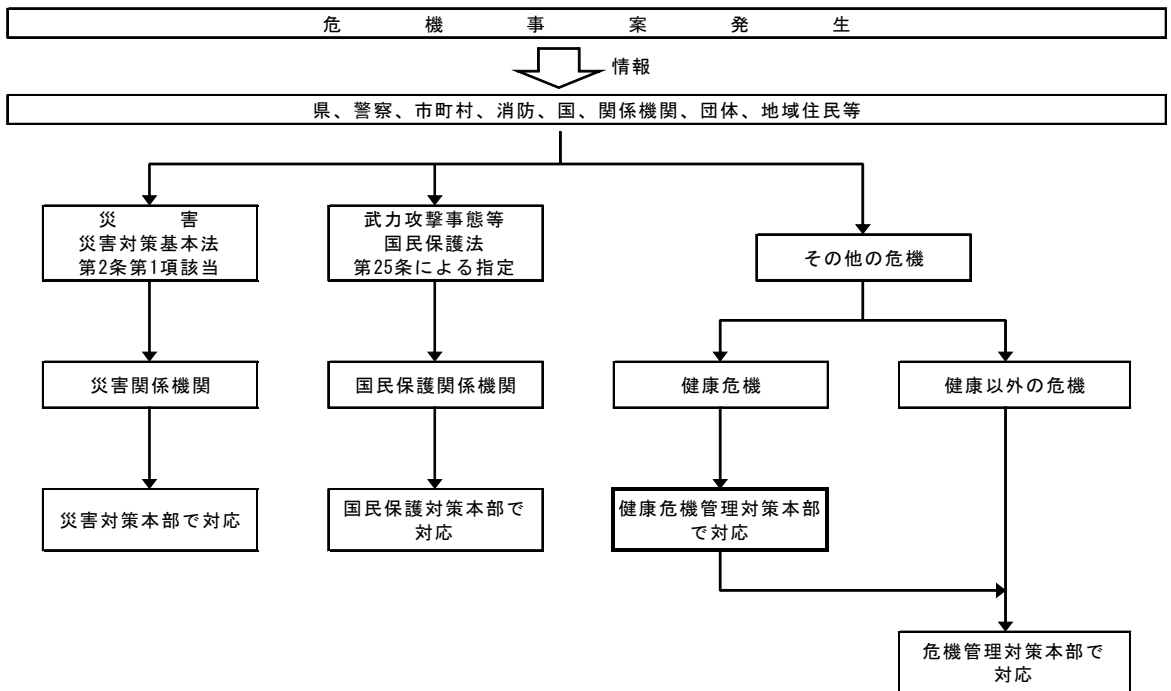 危機事案発生
情報
県、警察、市町村、消防、国、関係機関、団体、地域住民等
災害
災害対策基本法
第2条第1項該当
武力攻撃事態等
国民保護法
第25条による指定
その他の危機
災害関係機関
国民保護関係機関
健康危機
健康以外の危機
災害対策本部で対応
国民保護対策本部で
対応
健康危機管理対策本部
で対応
危機管理対策本部で
対応